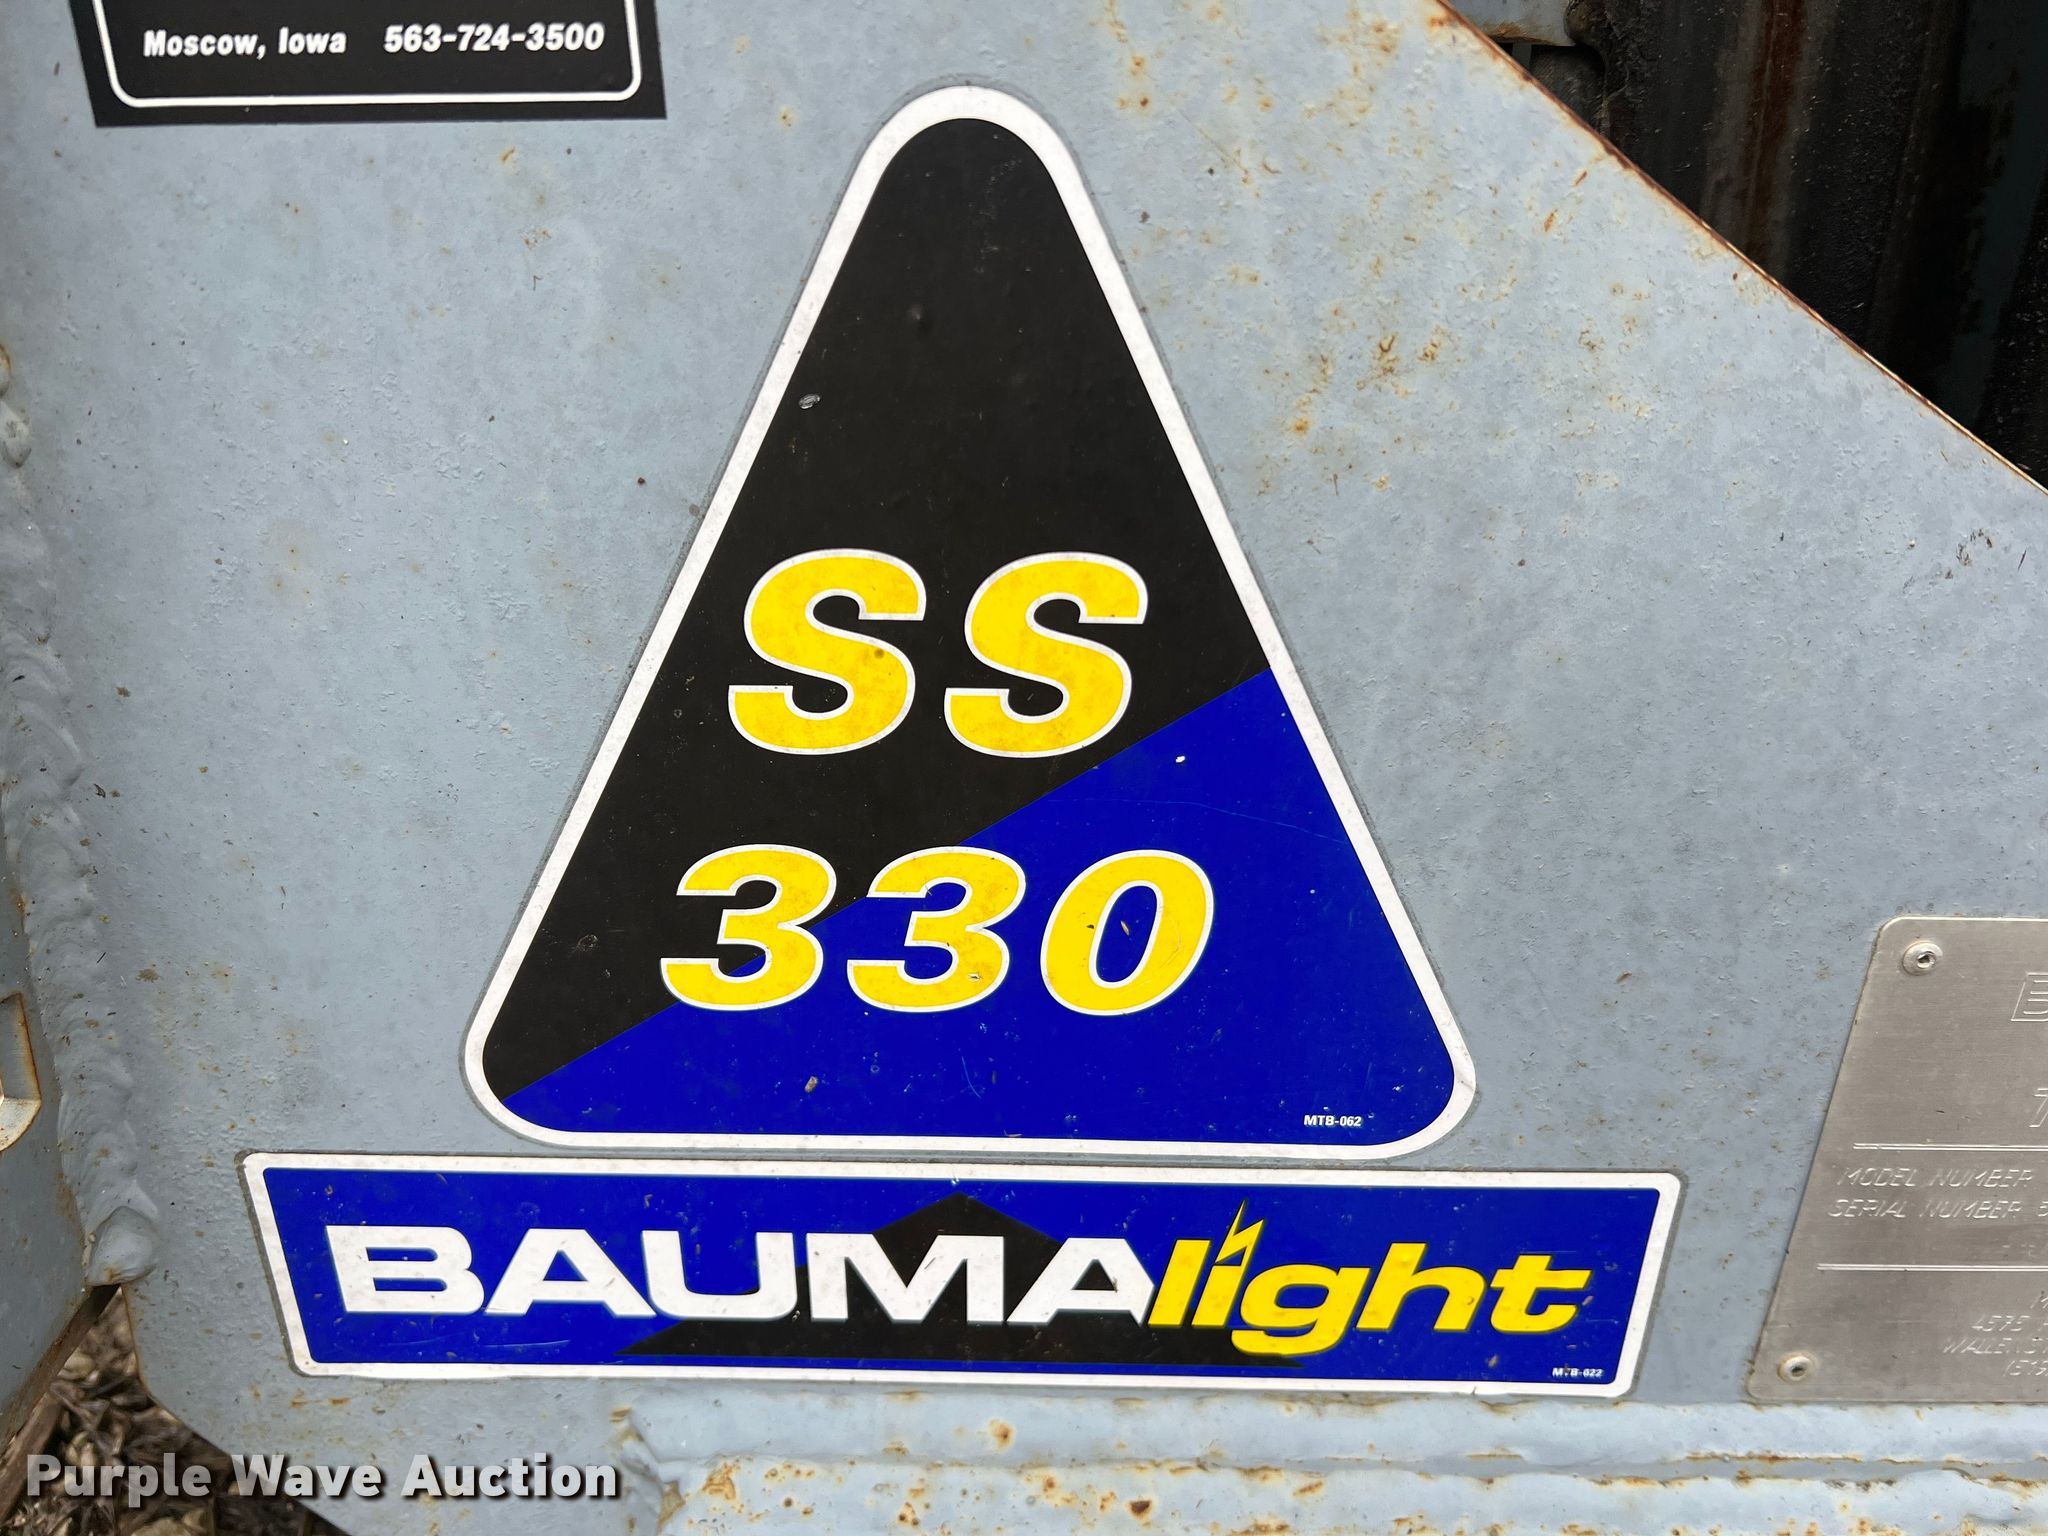 Moscow, Iowa 563-724-3500
SS
330
MTB-062
BAUMAlight
MTB-022
MODEL NUMBER
SERIAL NUMBER
4575
Purple Wave Auction